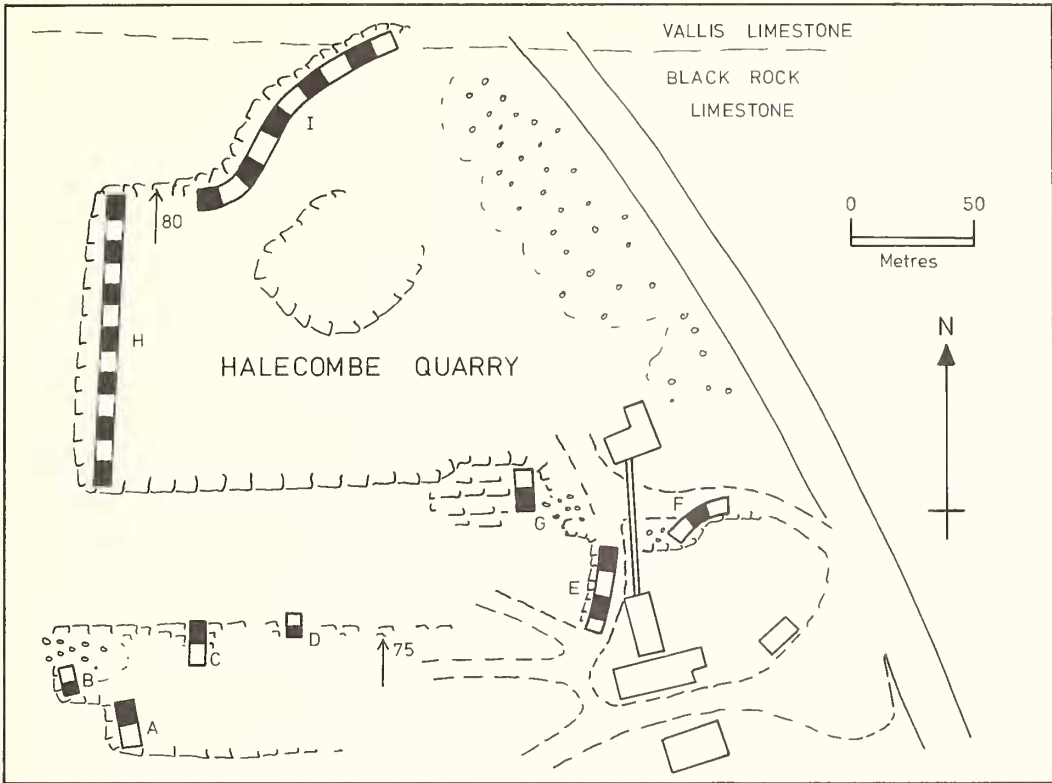 VALLIS LIMESTONE
BLACK ROCK
LIMESTONE
I
80
0 50
Metres
H
N
HALECOMBE QUARRY
G
F
E
D
C
75
B
A